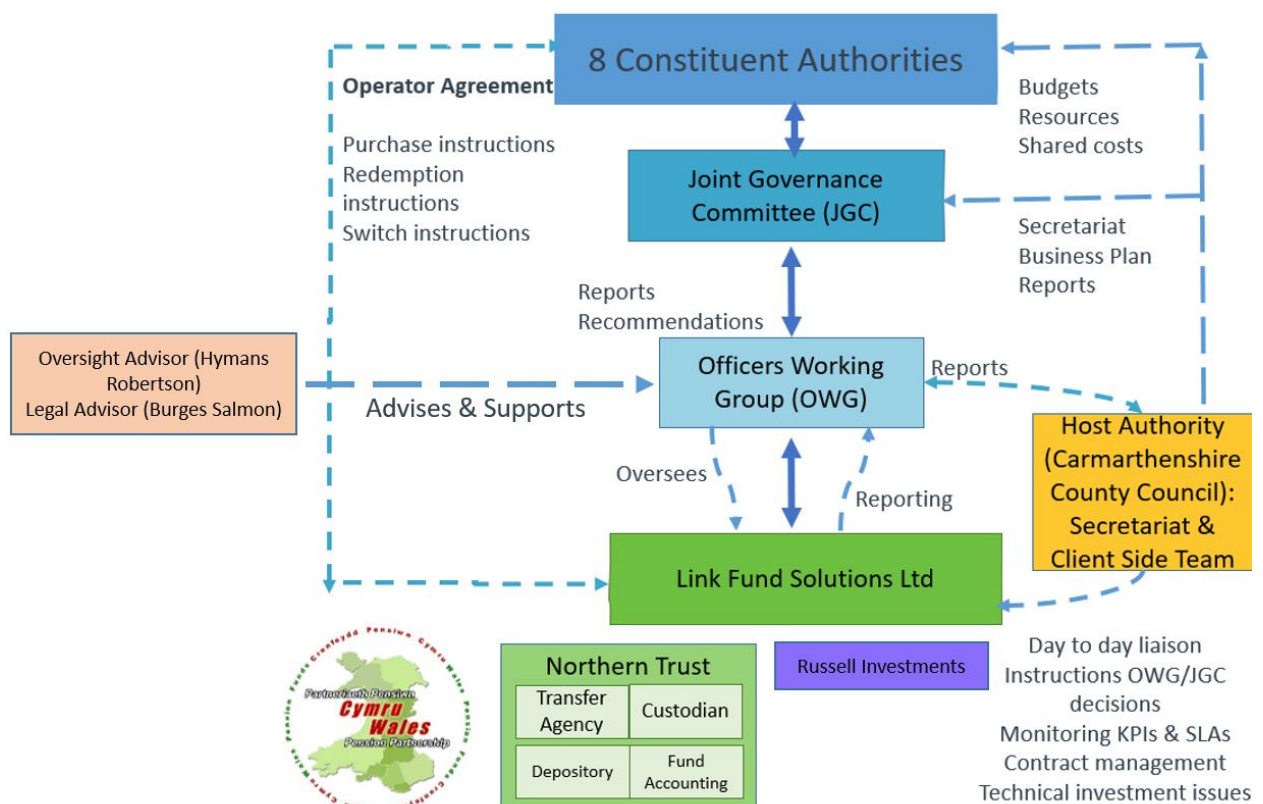 8 Constituent Authorities
Operator Agreement
Purchase instructions
Redemption
instructions
Switch instructions
Budgets
Resources
Shared costs
Joint Governance
Committee (JGC)
Secretariat
Business Plan
Reports
Reports
Recommendations
Oversight Advisor (Hymans
Robertson)
Legal Advisor (Burges Salmon)
Advises & Supports
Officers Working
Group (OWG)
Reports
Host Authority
(Carmarthenshire
County Council):
Secretariat &
Client Side Team
Oversees
Reporting
Link Fund Solutions Ltd
Partneriaeth Pensiwn
Cymru
Wales
Pension Partnership
Northern Trust
Transfer
Agency
Custodian
Depository
Fund
Accounting
Russell Investments
Day to day liaison
Instructions OWG/JGC
decisions
Monitoring KPIs & SLAs
Contract management
Technical investment issues